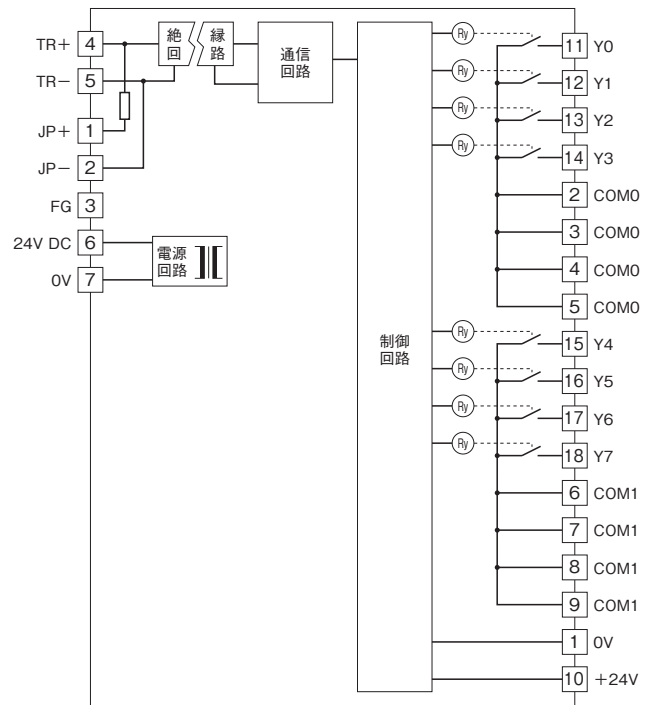 TR+ 4
TR− 5
JP+ 1
JP− 2
FG 3
24V DC 6
0V 7
絶 縁
回 路
通信
回路
電源
回路
制御
回路
Ry 11 Y0
Ry 12 Y1
Ry 13 Y2
Ry 14 Y3
2 COM0
3 COM0
4 COM0
5 COM0
Ry 15 Y4
Ry 16 Y5
Ry 17 Y6
Ry 18 Y7
6 COM1
7 COM1
8 COM1
9 COM1
1 0V
10 +24V